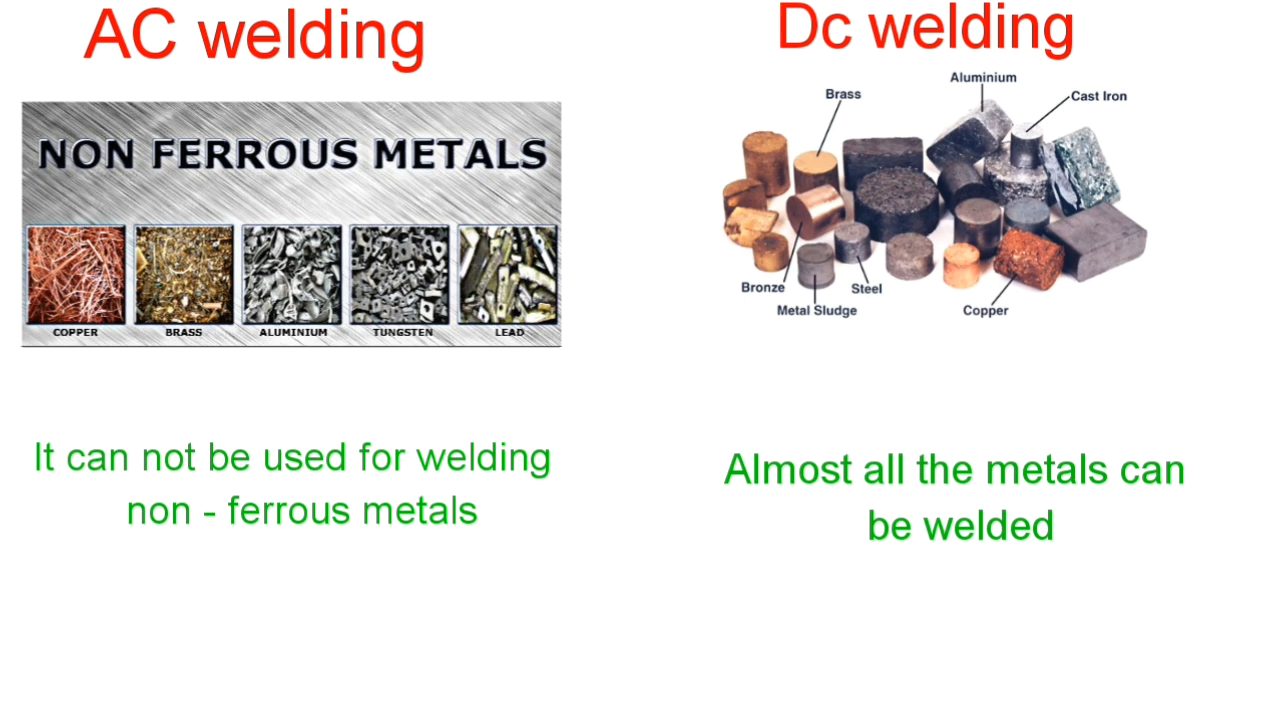 AC welding
Dc welding
NON FERROUS METALS
COPPER
BRASS
ALUMINIUM
TUNGSTEN
LEAD
Aluminium
Brass
Cast Iron
Bronze
Steel
Metal Sludge
Copper
It can not be used for welding
non - ferrous metals
Almost all the metals can
be welded